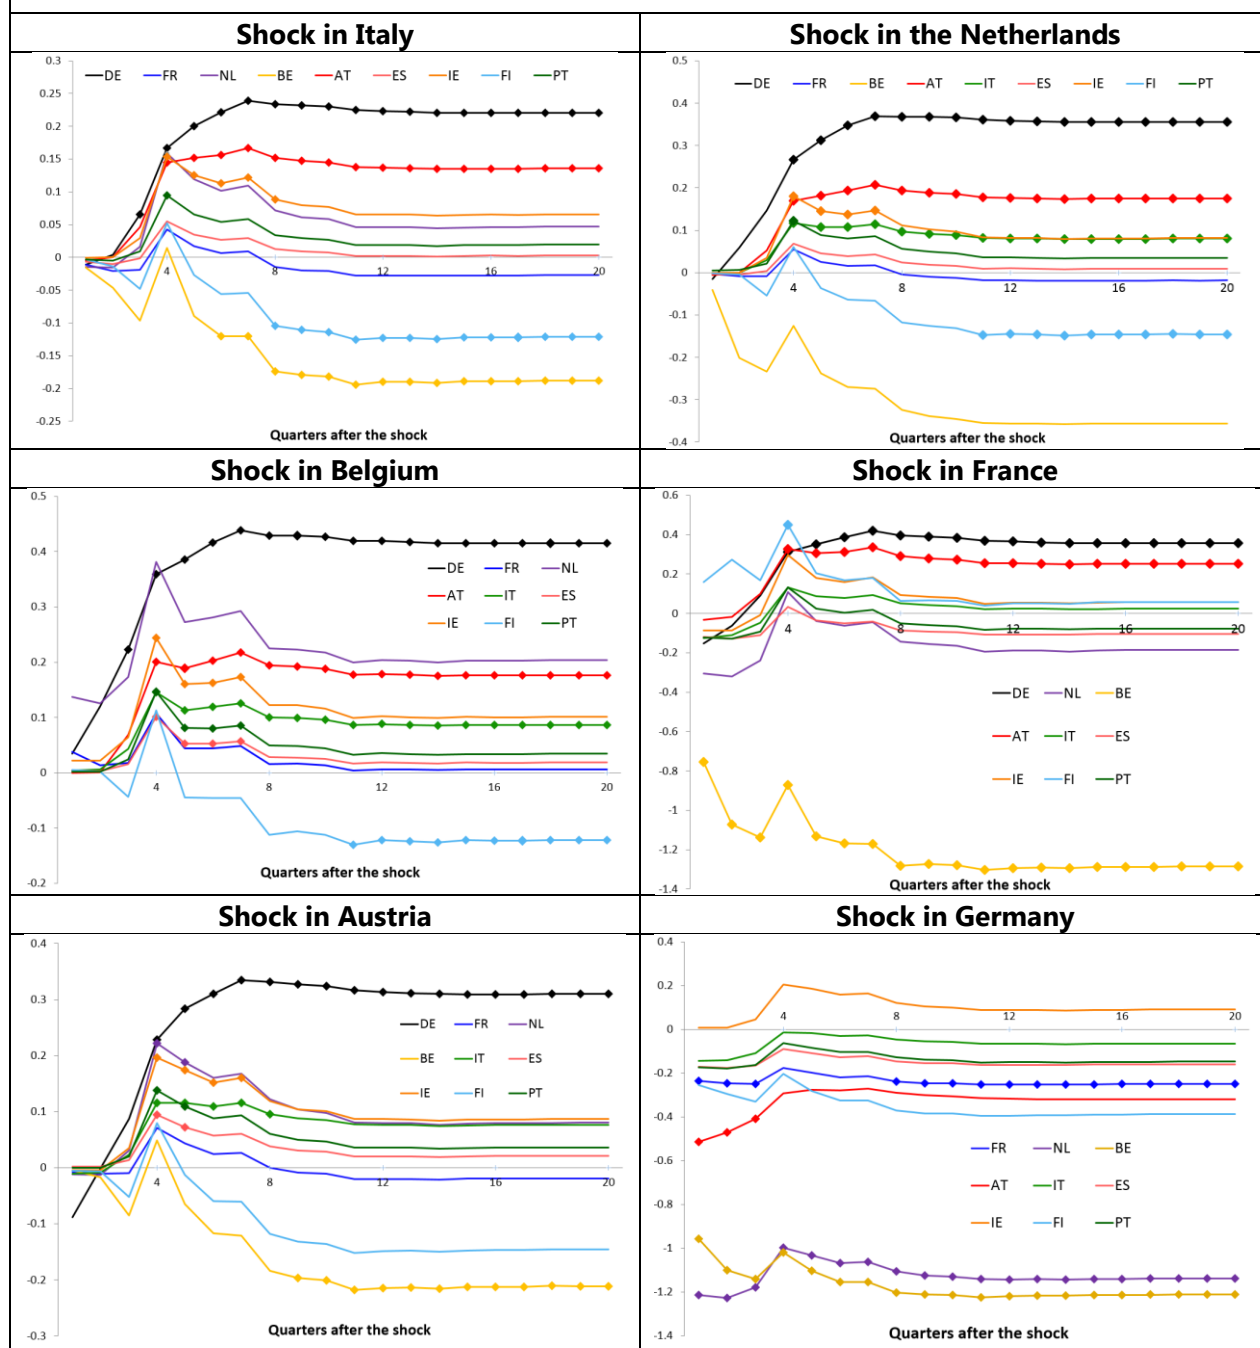 Shock in Italy
Shock in the Netherlands
0.3
0.25
0.2
0.15
0.1
0.05
0
-0.05
-0.1
-0.15
-0.2
-0.25
DE FR NL BE AT ES IE FI PT
4 8 12 16 20
Quarters after the shock
0.5
0.4
0.3
0.2
0.1
0
-0.1
-0.2
-0.3
-0.4
DE FR BE AT IT ES IE FI PT
4 8 12 16 20
Quarters after the shock
Shock in Belgium
Shock in France
0.5
0.4
0.3
0.2
0.1
0
-0.1
-0.2
DE FR NL
AT IT ES
IE FI PT
4 8 12 16 20
Quarters after the shock
0.6
0.4
0.2
0
-0.2
-0.4
-0.6
-0.8
-1
-1.2
-1.4
4 8 12 16 20
DE NL BE
AT IT ES
IE FI PT
Quarters after the shock
Shock in Austria
Shock in Germany
0.4
0.3
0.2
0.1
0
-0.1
-0.2
-0.3
DE FR NL
BE IT ES
IE FI PT
4 8 12 16 20
Quarters after the shock
0.4
0.2
0
-0.2
-0.4
-0.6
-0.8
-1
-1.2
-1.4
4 8 12 16 20
FR NL BE
AT IT ES
IE FI PT
Quarters after the shock